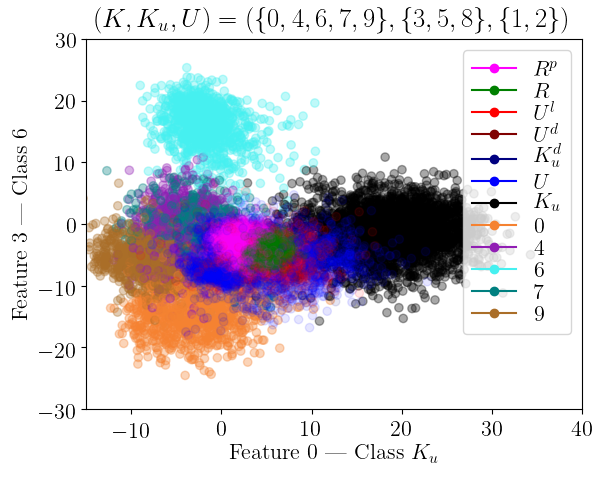 (K, K_u, U) = ({0, 4, 6, 7, 9}, {3, 5, 8}, {1, 2})
30
20
10
0
−10
−20
−30
Feature 3 — Class 6
R^p
R
U^l
U^d
K_u^d
U
K_u
0
4
6
7
9
−10
0
10
20
30
40
Feature 0 — Class K_u